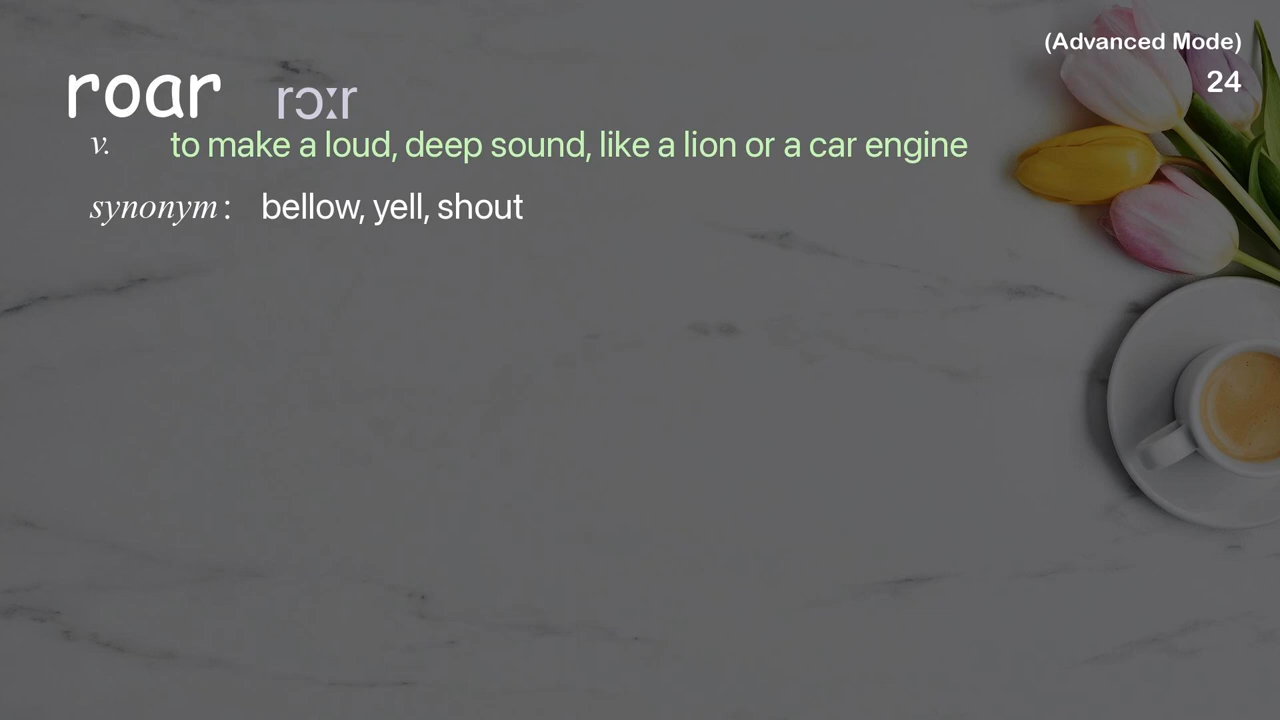 (Advanced Mode)
24
roar rɔːr
v. to make a loud, deep sound, like a lion or a car engine
synonym : bellow, yell, shout